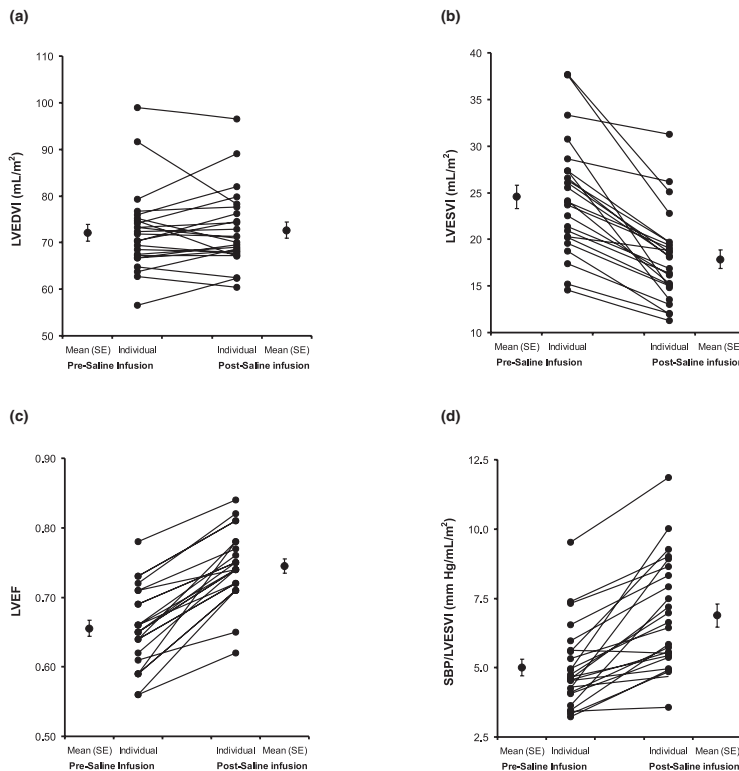 (a)
LVEDVI (mL/m²)
110
100
90
80
70
60
50
Mean (SE) Individual Individual Mean (SE)
Pre-Saline Infusion Post-Saline infusion
(b)
LVESVI (mL/m²)
40
35
30
25
20
15
10
Mean (SE) Individual Individual Mean (SE)
Pre-Saline Infusion Post-Saline infusion
(c)
LVEF
0.90
0.80
0.70
0.60
0.50
Mean (SE) Individual Individual Mean (SE)
Pre-Saline Infusion Post-Saline infusion
(d)
SBP/LVESVI (mm Hg/mL/m²)
12.5
10.0
7.5
5.0
2.5
Mean (SE) Individual Individual Mean (SE)
Pre-Saline Infusion Post-Saline infusion